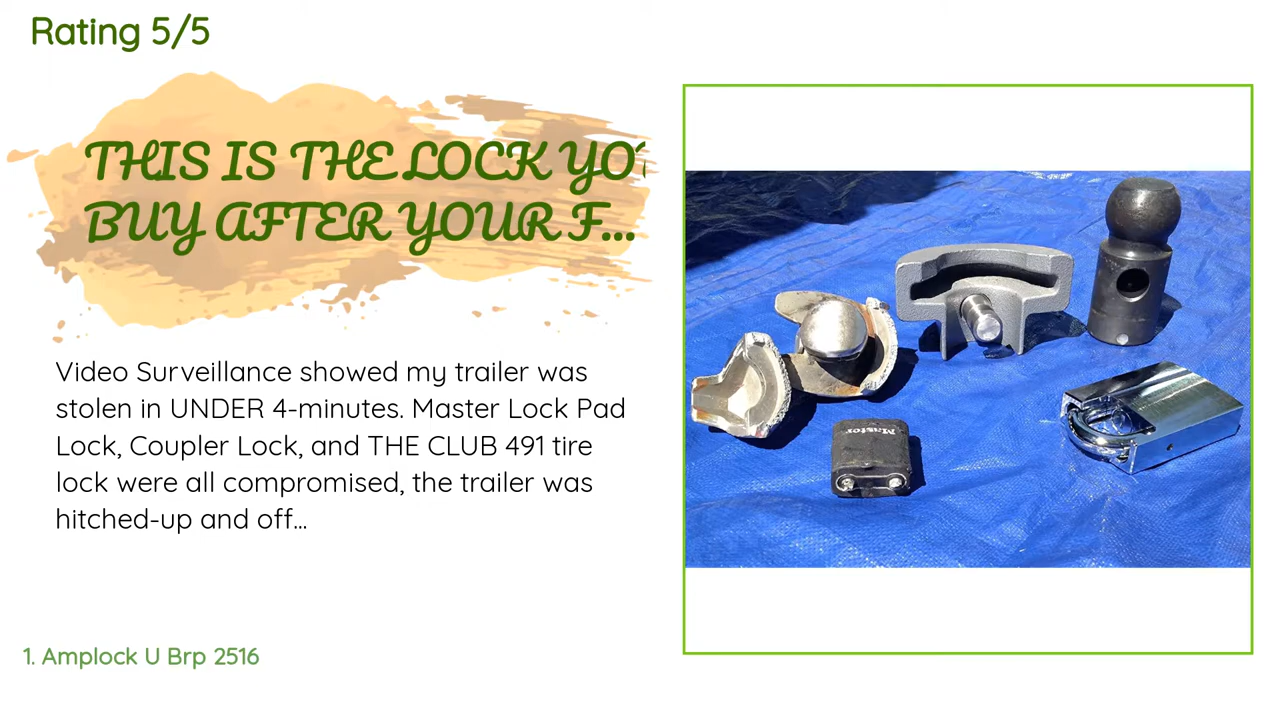 Rating 5/5
THIS IS THE LOCK
BUY AFTER YOUR F...
Video Surveillance showed my trailer was
stolen in UNDER 4-minutes. Master Lock Pad
Lock, Coupler Lock, and THE CLUB 491 tire
lock were all compromised, the trailer was
hitched-up and off...
Master
1. Amplock U Brp 2516